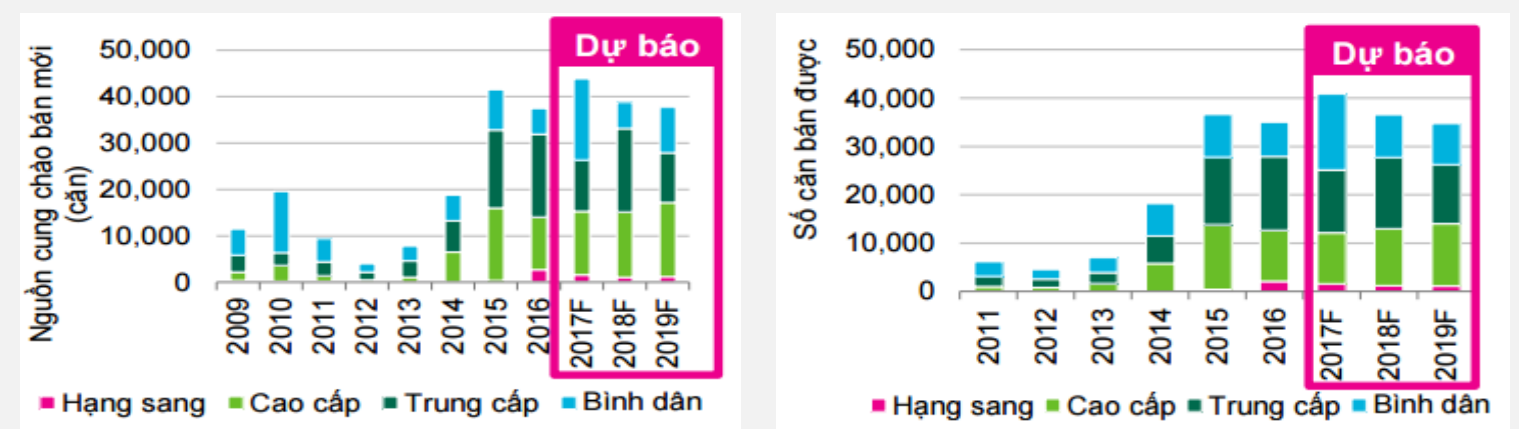 Nguồn cung chào bán mới
(căn)
50,000
40,000
30,000
20,000
10,000
0
Dự báo
2009
2010
2011
2012
2013
2014
2015
2016
2017F
2018F
2019F
Hạng sang
Cao cấp
Trung cấp
Bình dân
Số căn bán được
50,000
40,000
30,000
20,000
10,000
0
Dự báo
2011
2012
2013
2014
2015
2016
2017F
2018F
2019F
Hạng sang
Cao cấp
Trung cấp
Bình dân